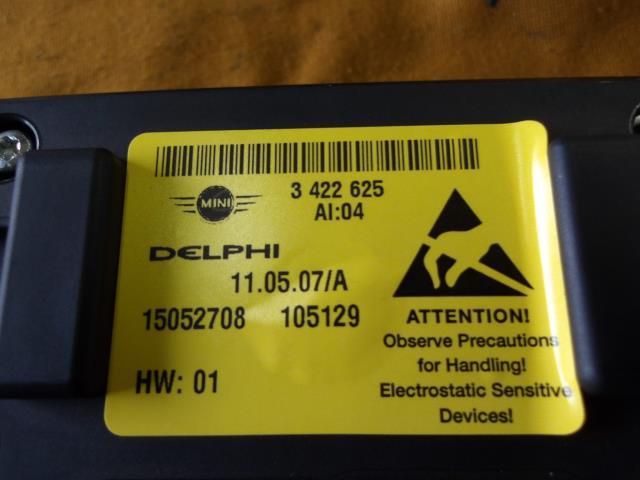 3 422 625
MINI
AI:04
DELPHI
11.05.07/A
15052708 105129
HW: 01
ATTENTION!
Observe Precautions
for Handling!
Electrostatic Sensitive
Devices!